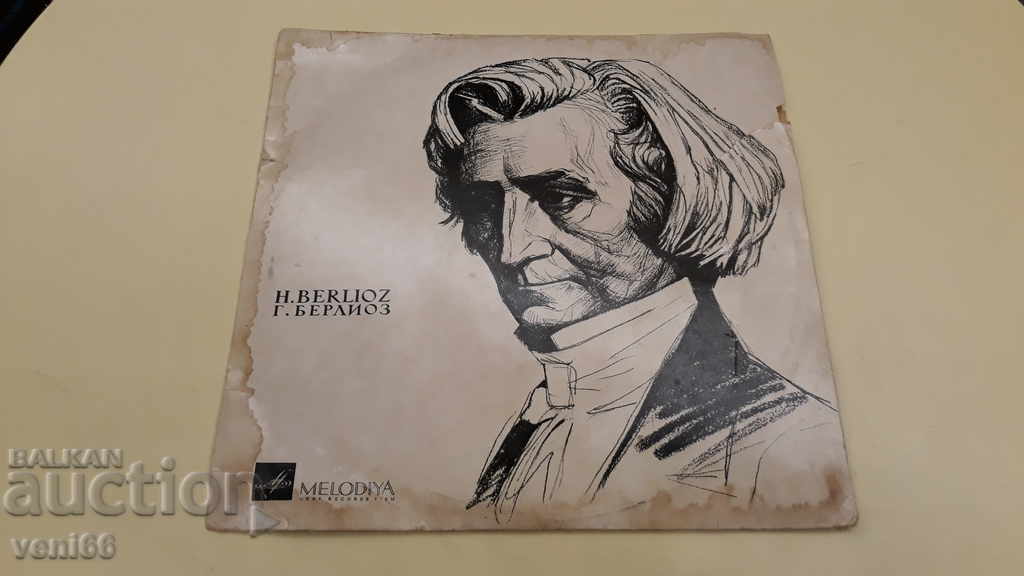 H. BERLIOZ
Г. БЕРЛИОЗ
MELODIYA
BALKAN
auction
veni66